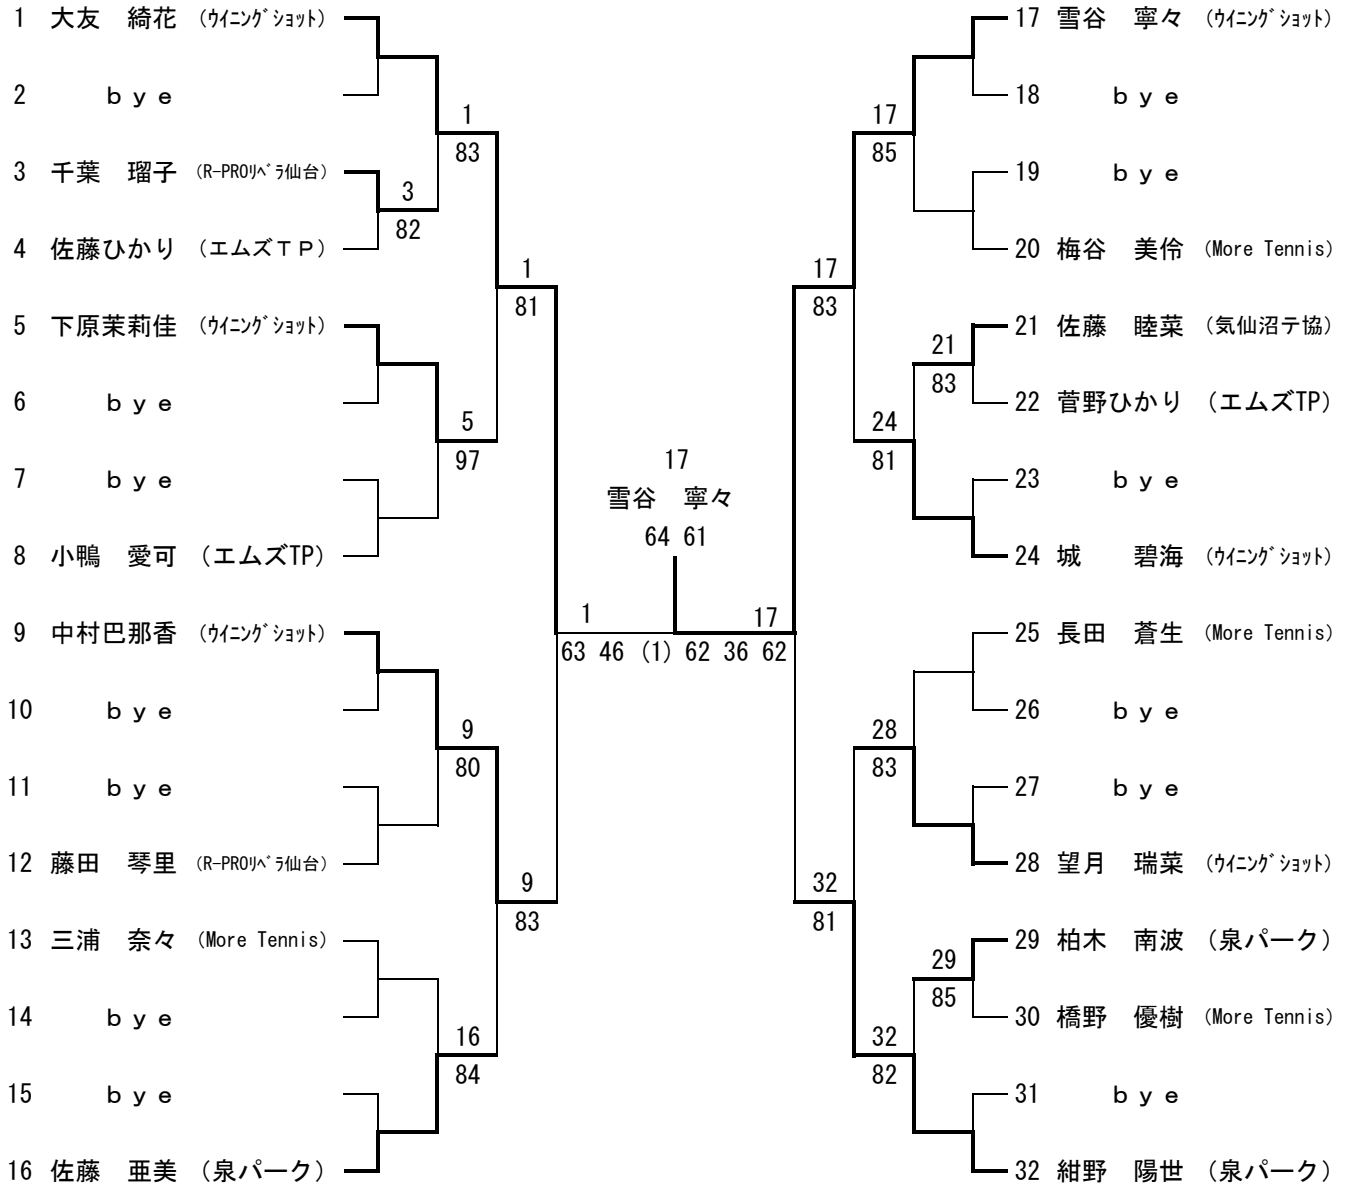 1 大友　綺花 (ｳｲﾆﾝｸﾞｼｮｯﾄ)
2 ｂｙｅ
1
83
3 千葉　瑠子 (R-PROﾘﾍﾞﾗ仙台)
3
82
4 佐藤ひかり （エムズＴＰ）
1
81
5 下原茉莉佳 (ｳｲﾆﾝｸﾞｼｮｯﾄ)
6 ｂｙｅ
5
97
7 ｂｙｅ
8 小鴨　愛可 （エムズTP）
9 中村巴那香 (ｳｲﾆﾝｸﾞｼｮｯﾄ)
10 ｂｙｅ
9
80
11 ｂｙｅ
12 藤田　琴里 (R-PROﾘﾍﾞﾗ仙台)
9
83
13 三浦　奈々 (More Tennis)
14 ｂｙｅ
16
84
15 ｂｙｅ
16 佐藤　亜美 （泉パーク）
17
雪谷　寧々
64 61
1
17
63 46 (1) 62 36 62
17 雪谷　寧々 (ｳｲﾆﾝｸﾞｼｮｯﾄ)
18 ｂｙｅ
17
85
19 ｂｙｅ
20 梅谷　美伶 (More Tennis)
17
83
21 佐藤　睦菜 （気仙沼テ協）
21
83
22 菅野ひかり （エムズTP）
24
81
23 ｂｙｅ
24 城　　碧海 (ｳｲﾆﾝｸﾞｼｮｯﾄ)
25 長田　蒼生 (More Tennis)
26 ｂｙｅ
28
83
27 ｂｙｅ
28 望月　瑞菜 (ｳｲﾆﾝｸﾞｼｮｯﾄ)
32
81
29 柏木　南波 （泉パーク）
29
85
30 橋野　優樹 (More Tennis)
32
82
31 ｂｙｅ
32 紺野　陽世 （泉パーク）